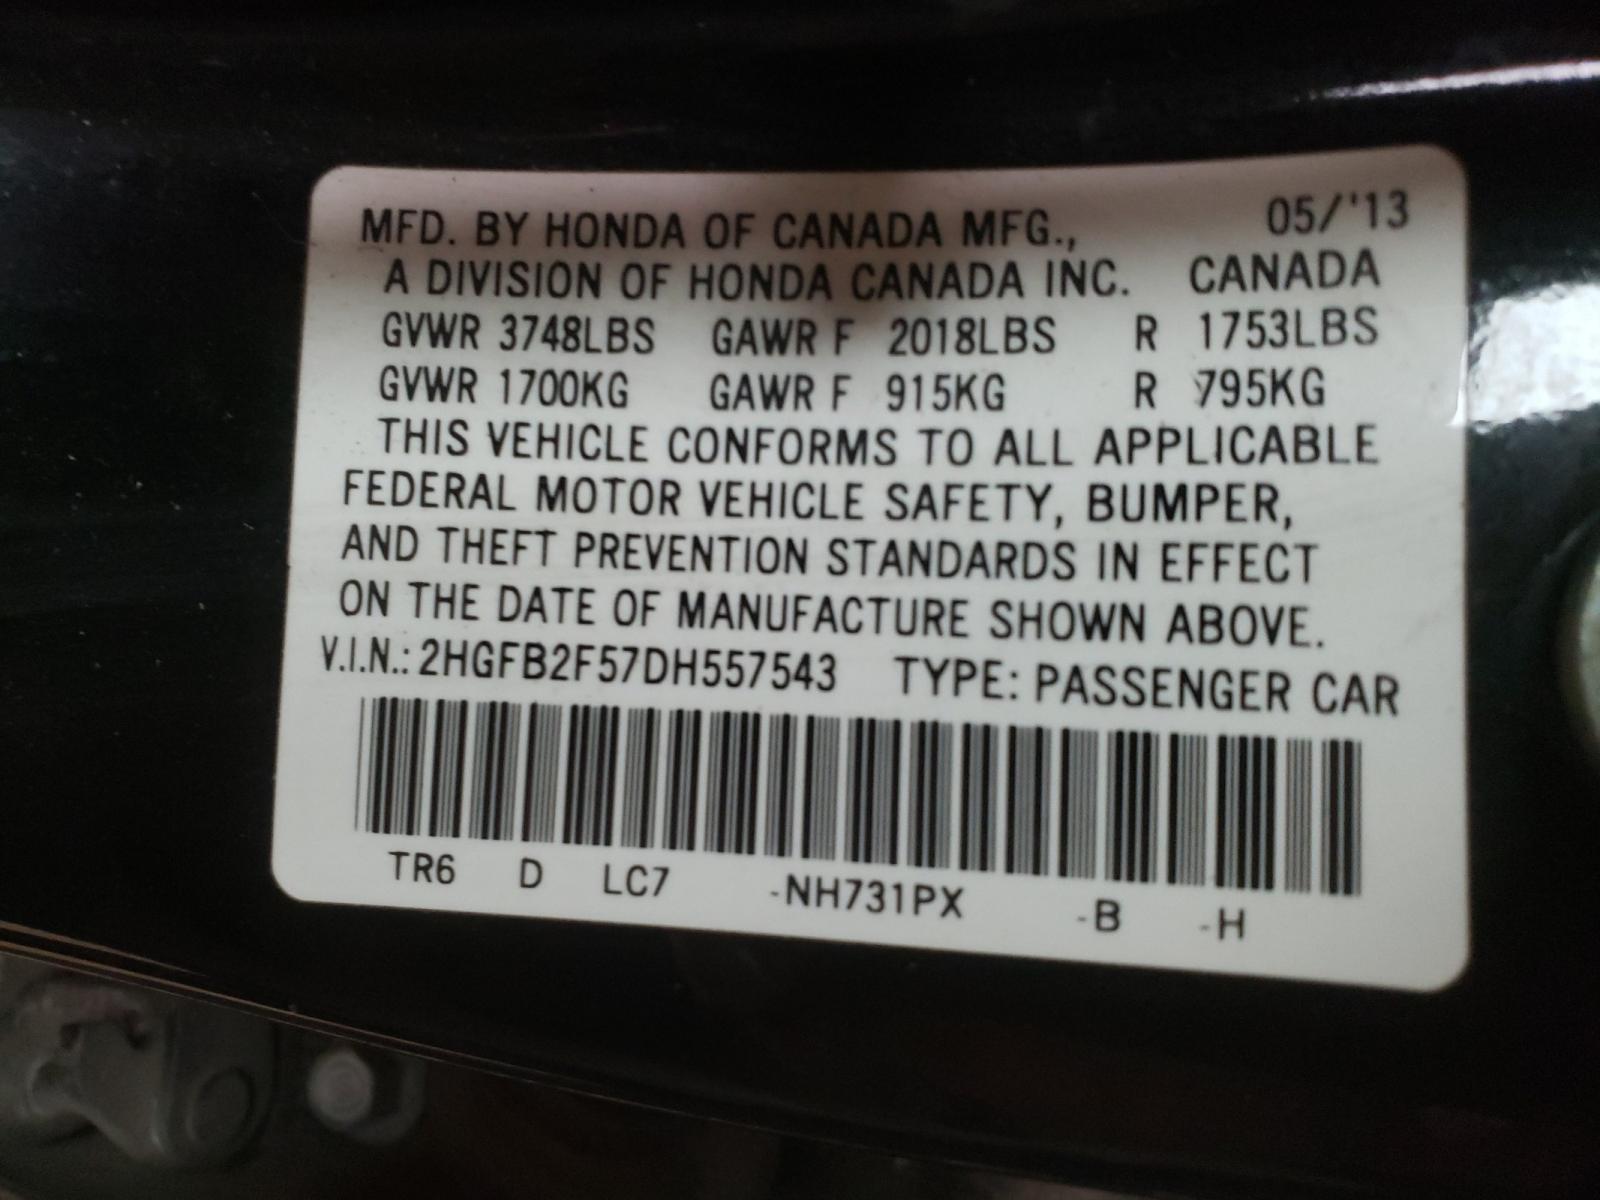 05/'13
MFD. BY HONDA OF CANADA MFG.,
A DIVISION OF HONDA CANADA INC. CANADA
GVWR 3748LBS GAWR F 2018LBS R 1753LBS
GVWR 1700KG GAWR F 915KG R 795KG
THIS VEHICLE CONFORMS TO ALL APPLICABLE
FEDERAL MOTOR VEHICLE SAFETY, BUMPER,
AND THEFT PREVENTION STANDARDS IN EFFECT
ON THE DATE OF MANUFACTURE SHOWN ABOVE.
V.I.N.: 2HGFB2F57DH557543 TYPE: PASSENGER CAR
TR6 D LC7 -NH731PX -B -H